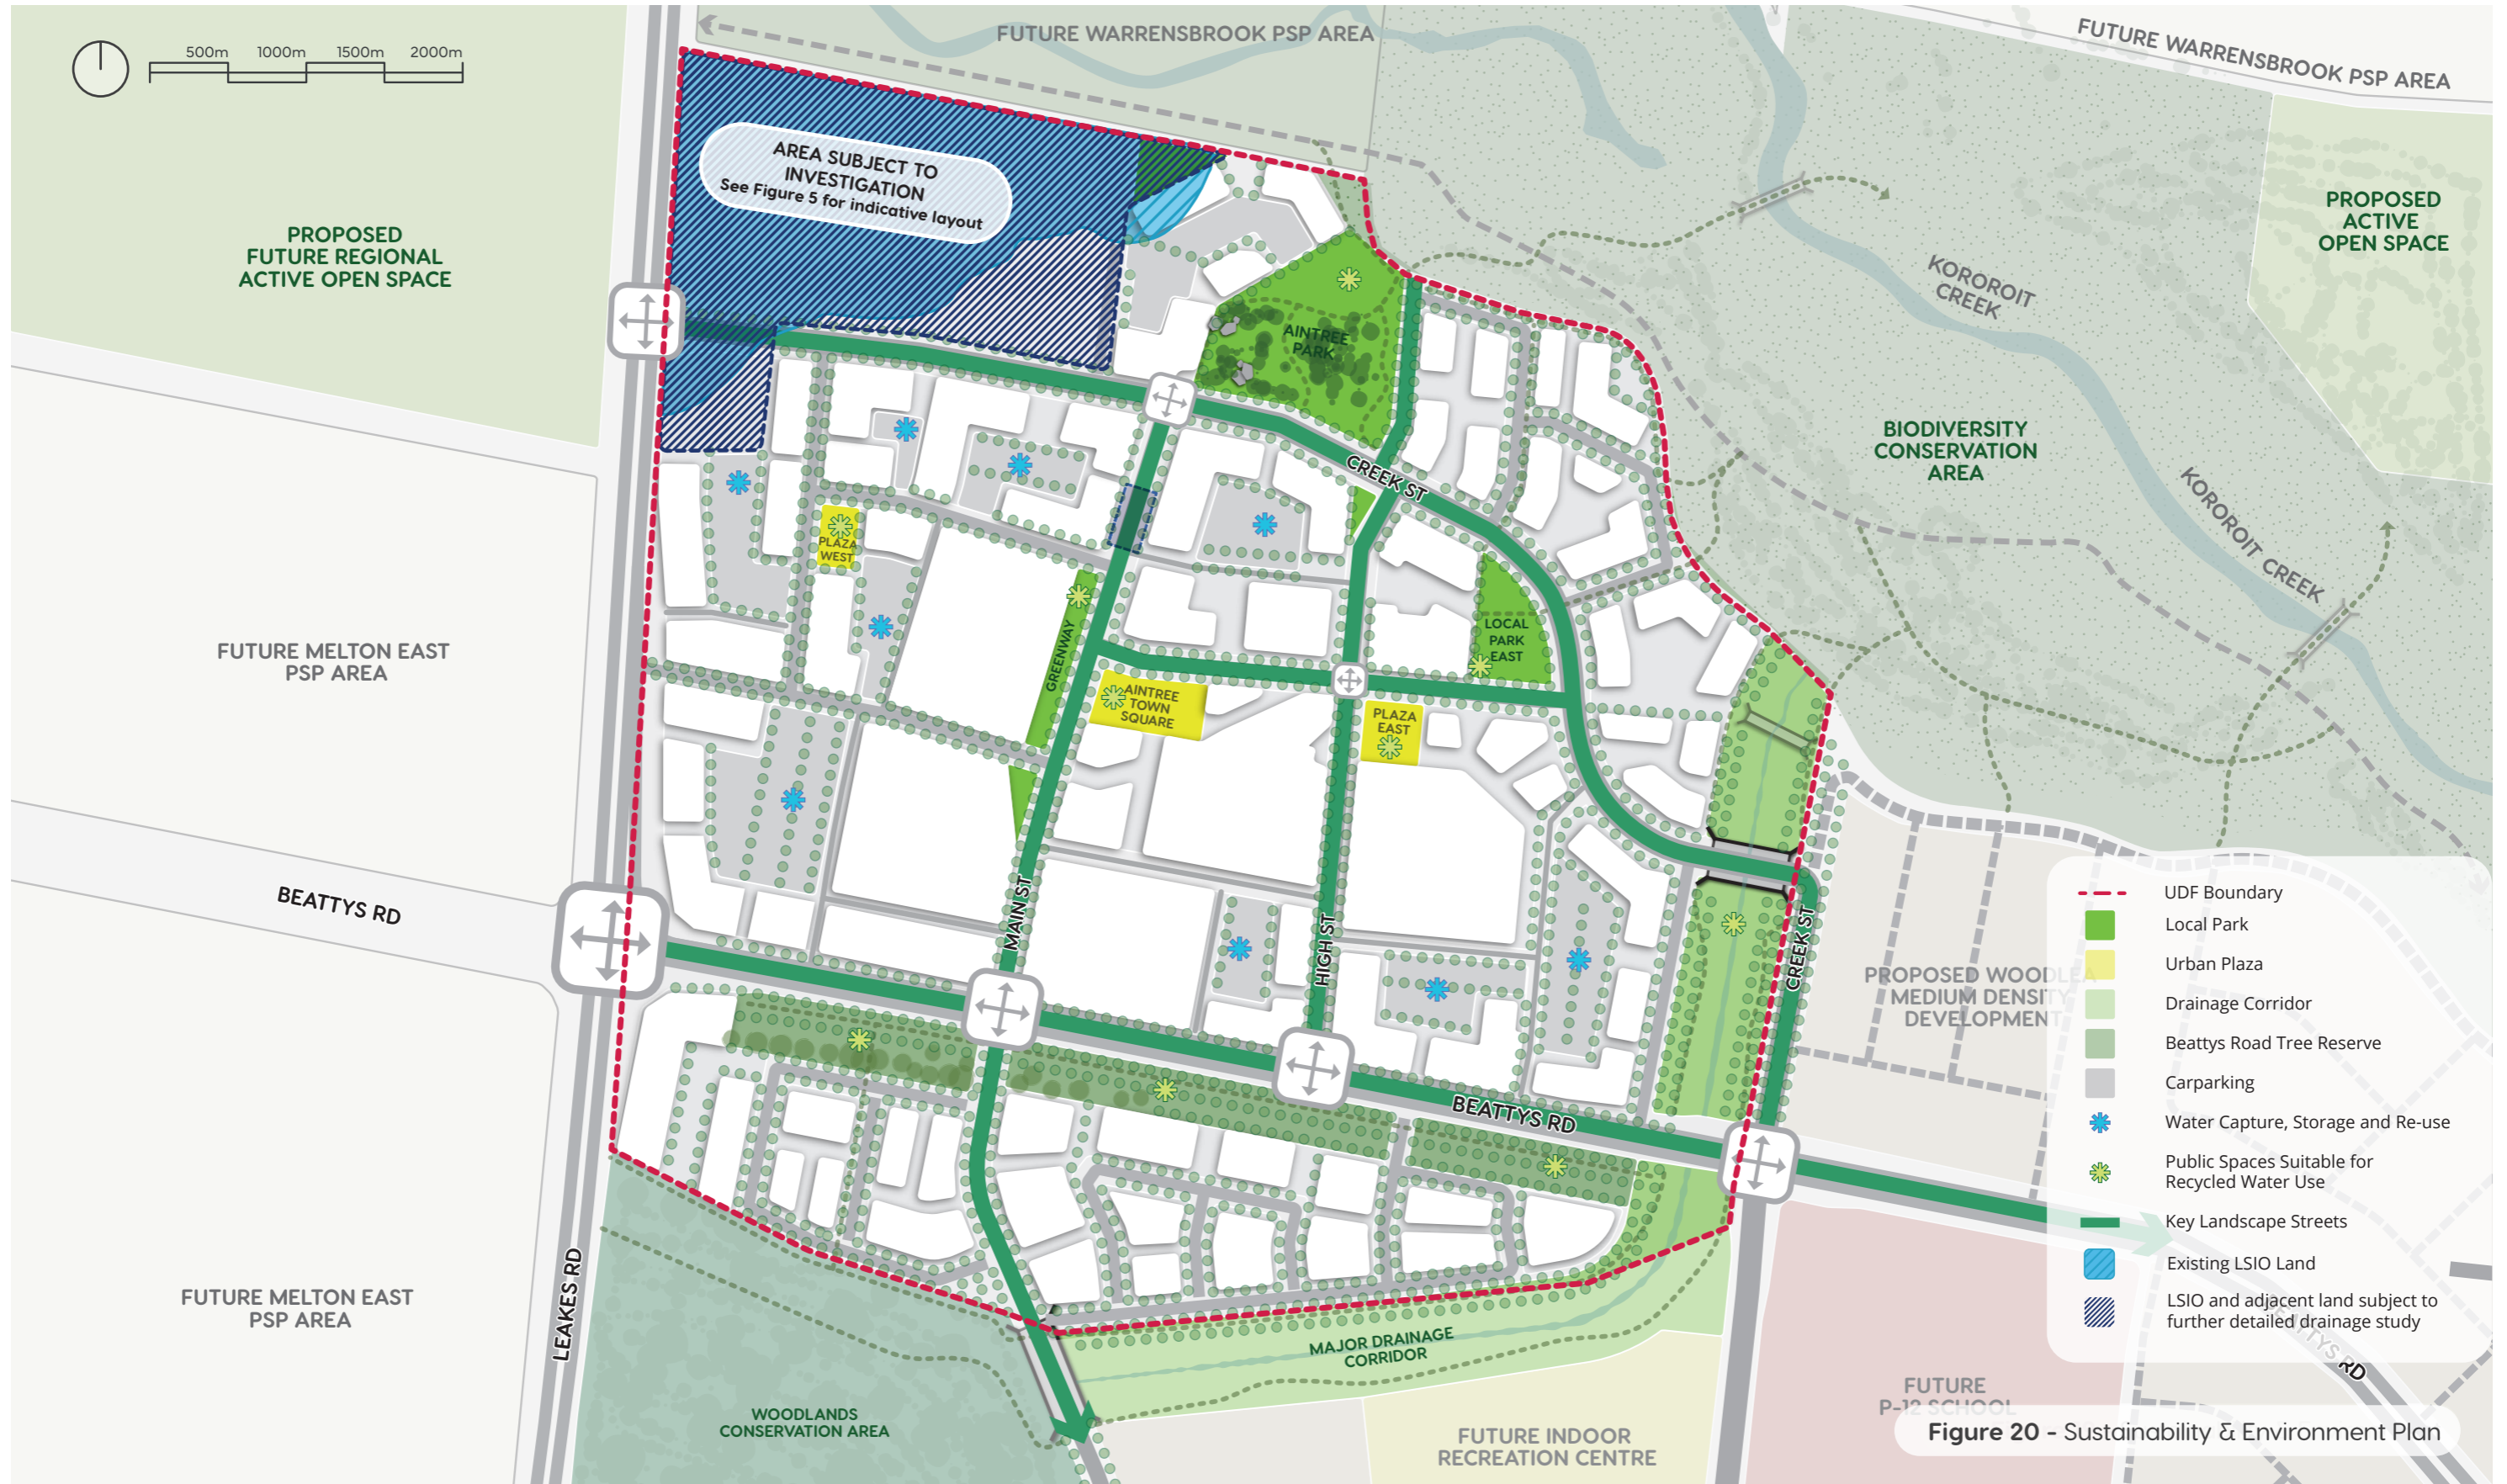 500m 1000m 1500m 2000m
FUTURE WARRENSBROOK PSP AREA
FUTURE WARRENSBROOK PSP AREA
AREA SUBJECT TO
INVESTIGATION
See Figure 5 for indicative layout
PROPOSED
FUTURE REGIONAL
ACTIVE OPEN SPACE
PROPOSED
ACTIVE
OPEN SPACE
KOROROIT
CREEK
AINTREE
PARK
BIODIVERSITY
CONSERVATION
AREA
CREEK ST
KOROROIT CREEK
PLAZA
WEST
GREENWAY
LOCAL
PARK
EAST
FUTURE MELTON EAST
PSP AREA
AINTREE
TOWN
SQUARE
PLAZA
EAST
BEATTYS RD
MAIN ST
HIGH ST
CREEK ST
PROPOSED WOODLEA
MEDIUM DENSITY
DEVELOPMENT
BEATTYS RD
LEAKES RD
FUTURE MELTON EAST
PSP AREA
MAJOR DRAINAGE
CORRIDOR
WOODLANDS
CONSERVATION AREA
FUTURE INDOOR
RECREATION CENTRE
FUTURE
P-12 SCHOOL
BEATTYS RD
UDF Boundary
Local Park
Urban Plaza
Drainage Corridor
Beattys Road Tree Reserve
Carparking
Water Capture, Storage and Re-use
Public Spaces Suitable for
Recycled Water Use
Key Landscape Streets
Existing LSIO Land
LSIO and adjacent land subject to
further detailed drainage study
Figure 20 - Sustainability & Environment Plan